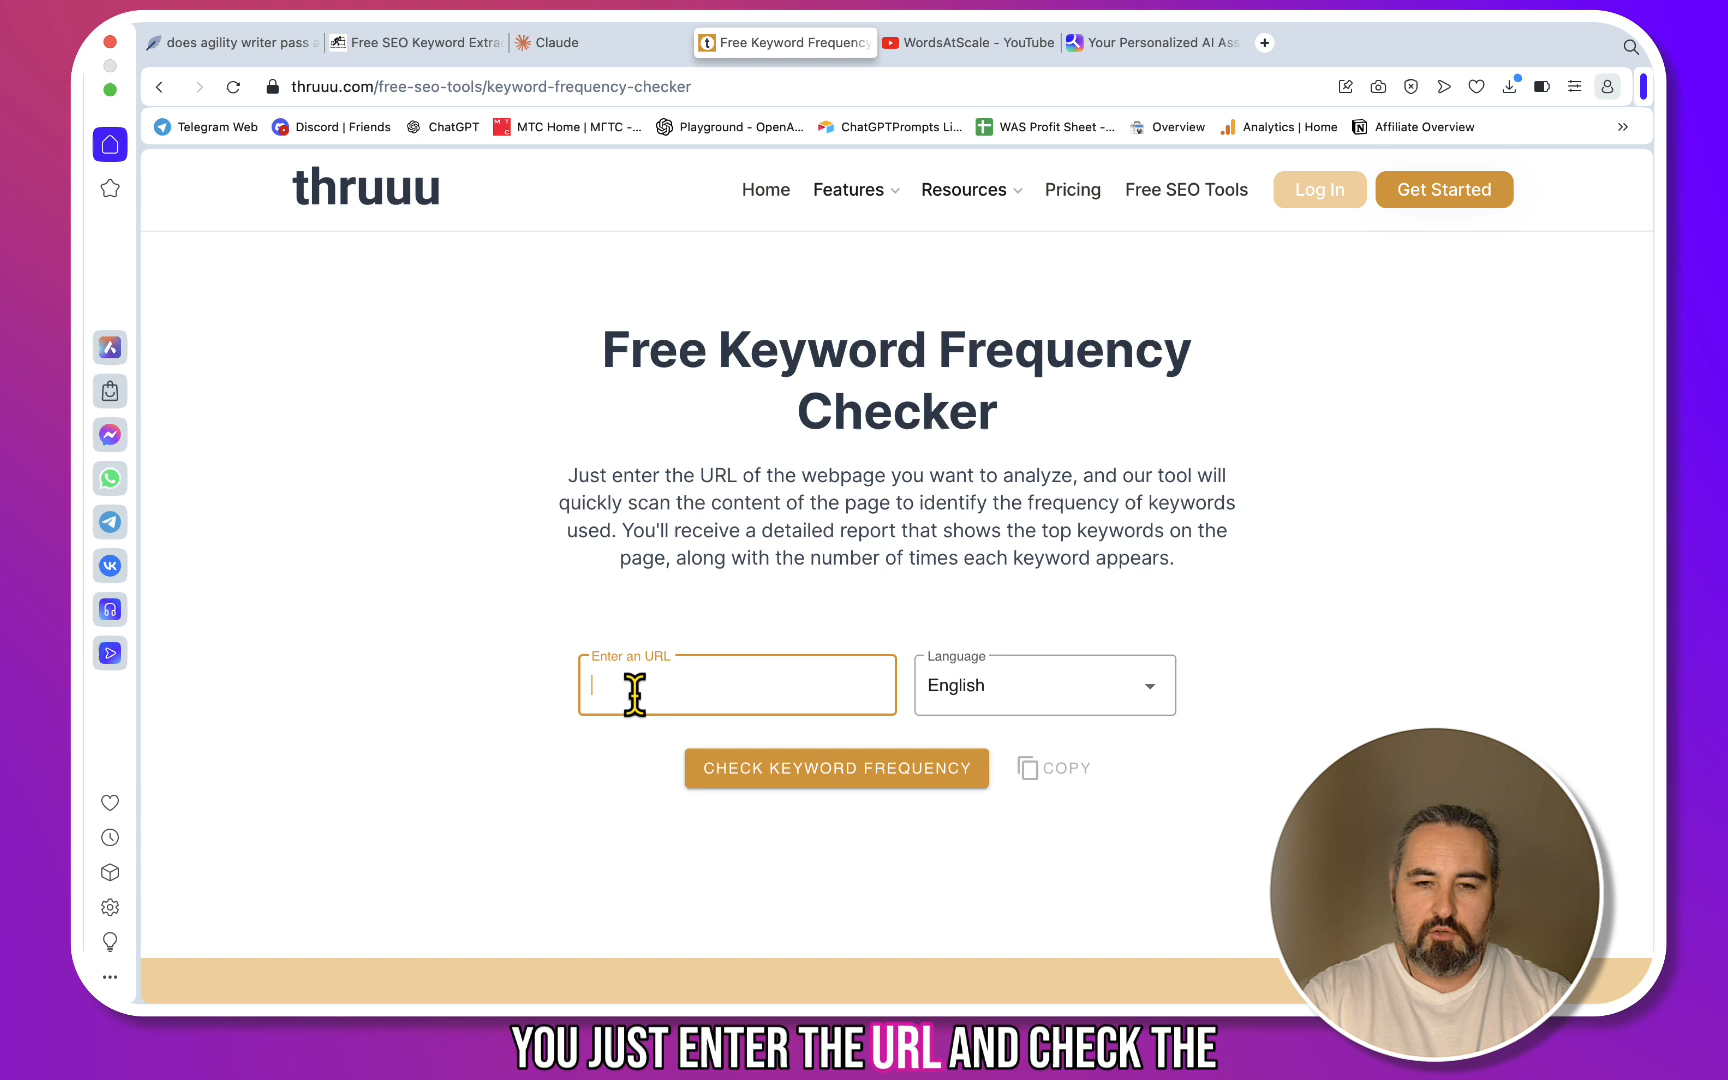 does agility writer pass a
Free SEO Keyword Extra
Claude
Free Keyword Frequency
WordsAtScale - YouTube
Your Personalized AI Ass
thruuu.com/free-seo-tools/keyword-frequency-checker
Telegram Web
Discord | Friends
ChatGPT
МТС Home | МГТС -...
Playground - OpenA...
ChatGPTPrompts Li...
WAS Profit Sheet -...
Overview
Analytics | Home
Affiliate Overview
thruuu
Home
Features
Resources
Pricing
Free SEO Tools
Log In
Get Started
Free Keyword Frequency
Checker
Just enter the URL of the webpage you want to analyze, and our tool will
quickly scan the content of the page to identify the frequency of keywords
used. You'll receive a detailed report that shows the top keywords on the
page, along with the number of times each keyword appears.
Enter an URL
Language
English
CHECK KEYWORD FREQUENCY
COPY
YOU JUST ENTER THE URL AND CHECK THE